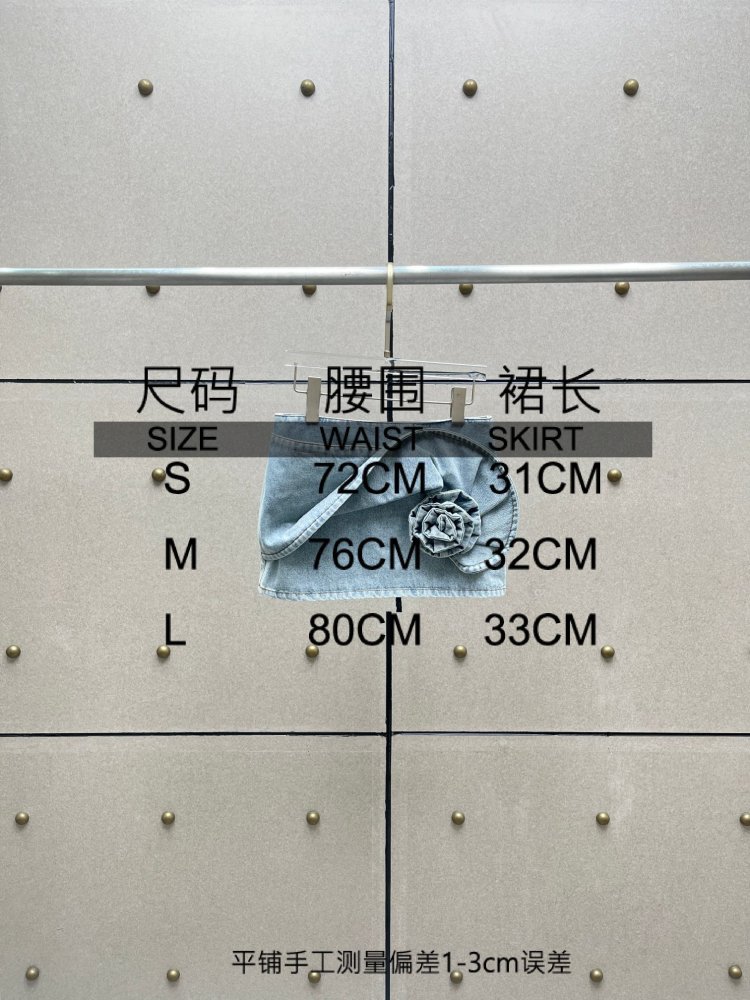 尺码 腰围 裙长
SIZE WAIST SKIRT
S 72CM 31CM
M 76CM 32CM
L 80CM 33CM
平铺手工测量偏差1-3cm误差